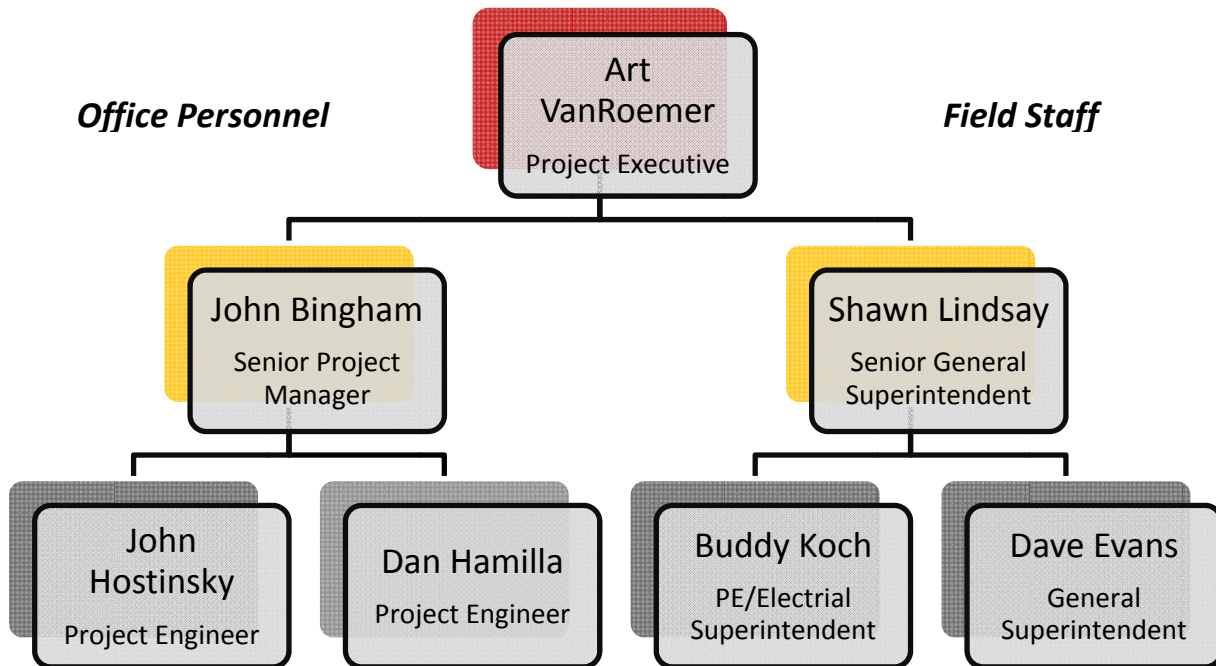 Art
VanRoemer
Project Executive
Office Personnel
Field Staff
John Bingham
Senior Project
Manager
Shawn Lindsay
Senior General
Superintendent
John
Hostinsky
Project Engineer
Dan Hamilla
Project Engineer
Buddy Koch
PE/Electrial
Superintendent
Dave Evans
General
Superintendent